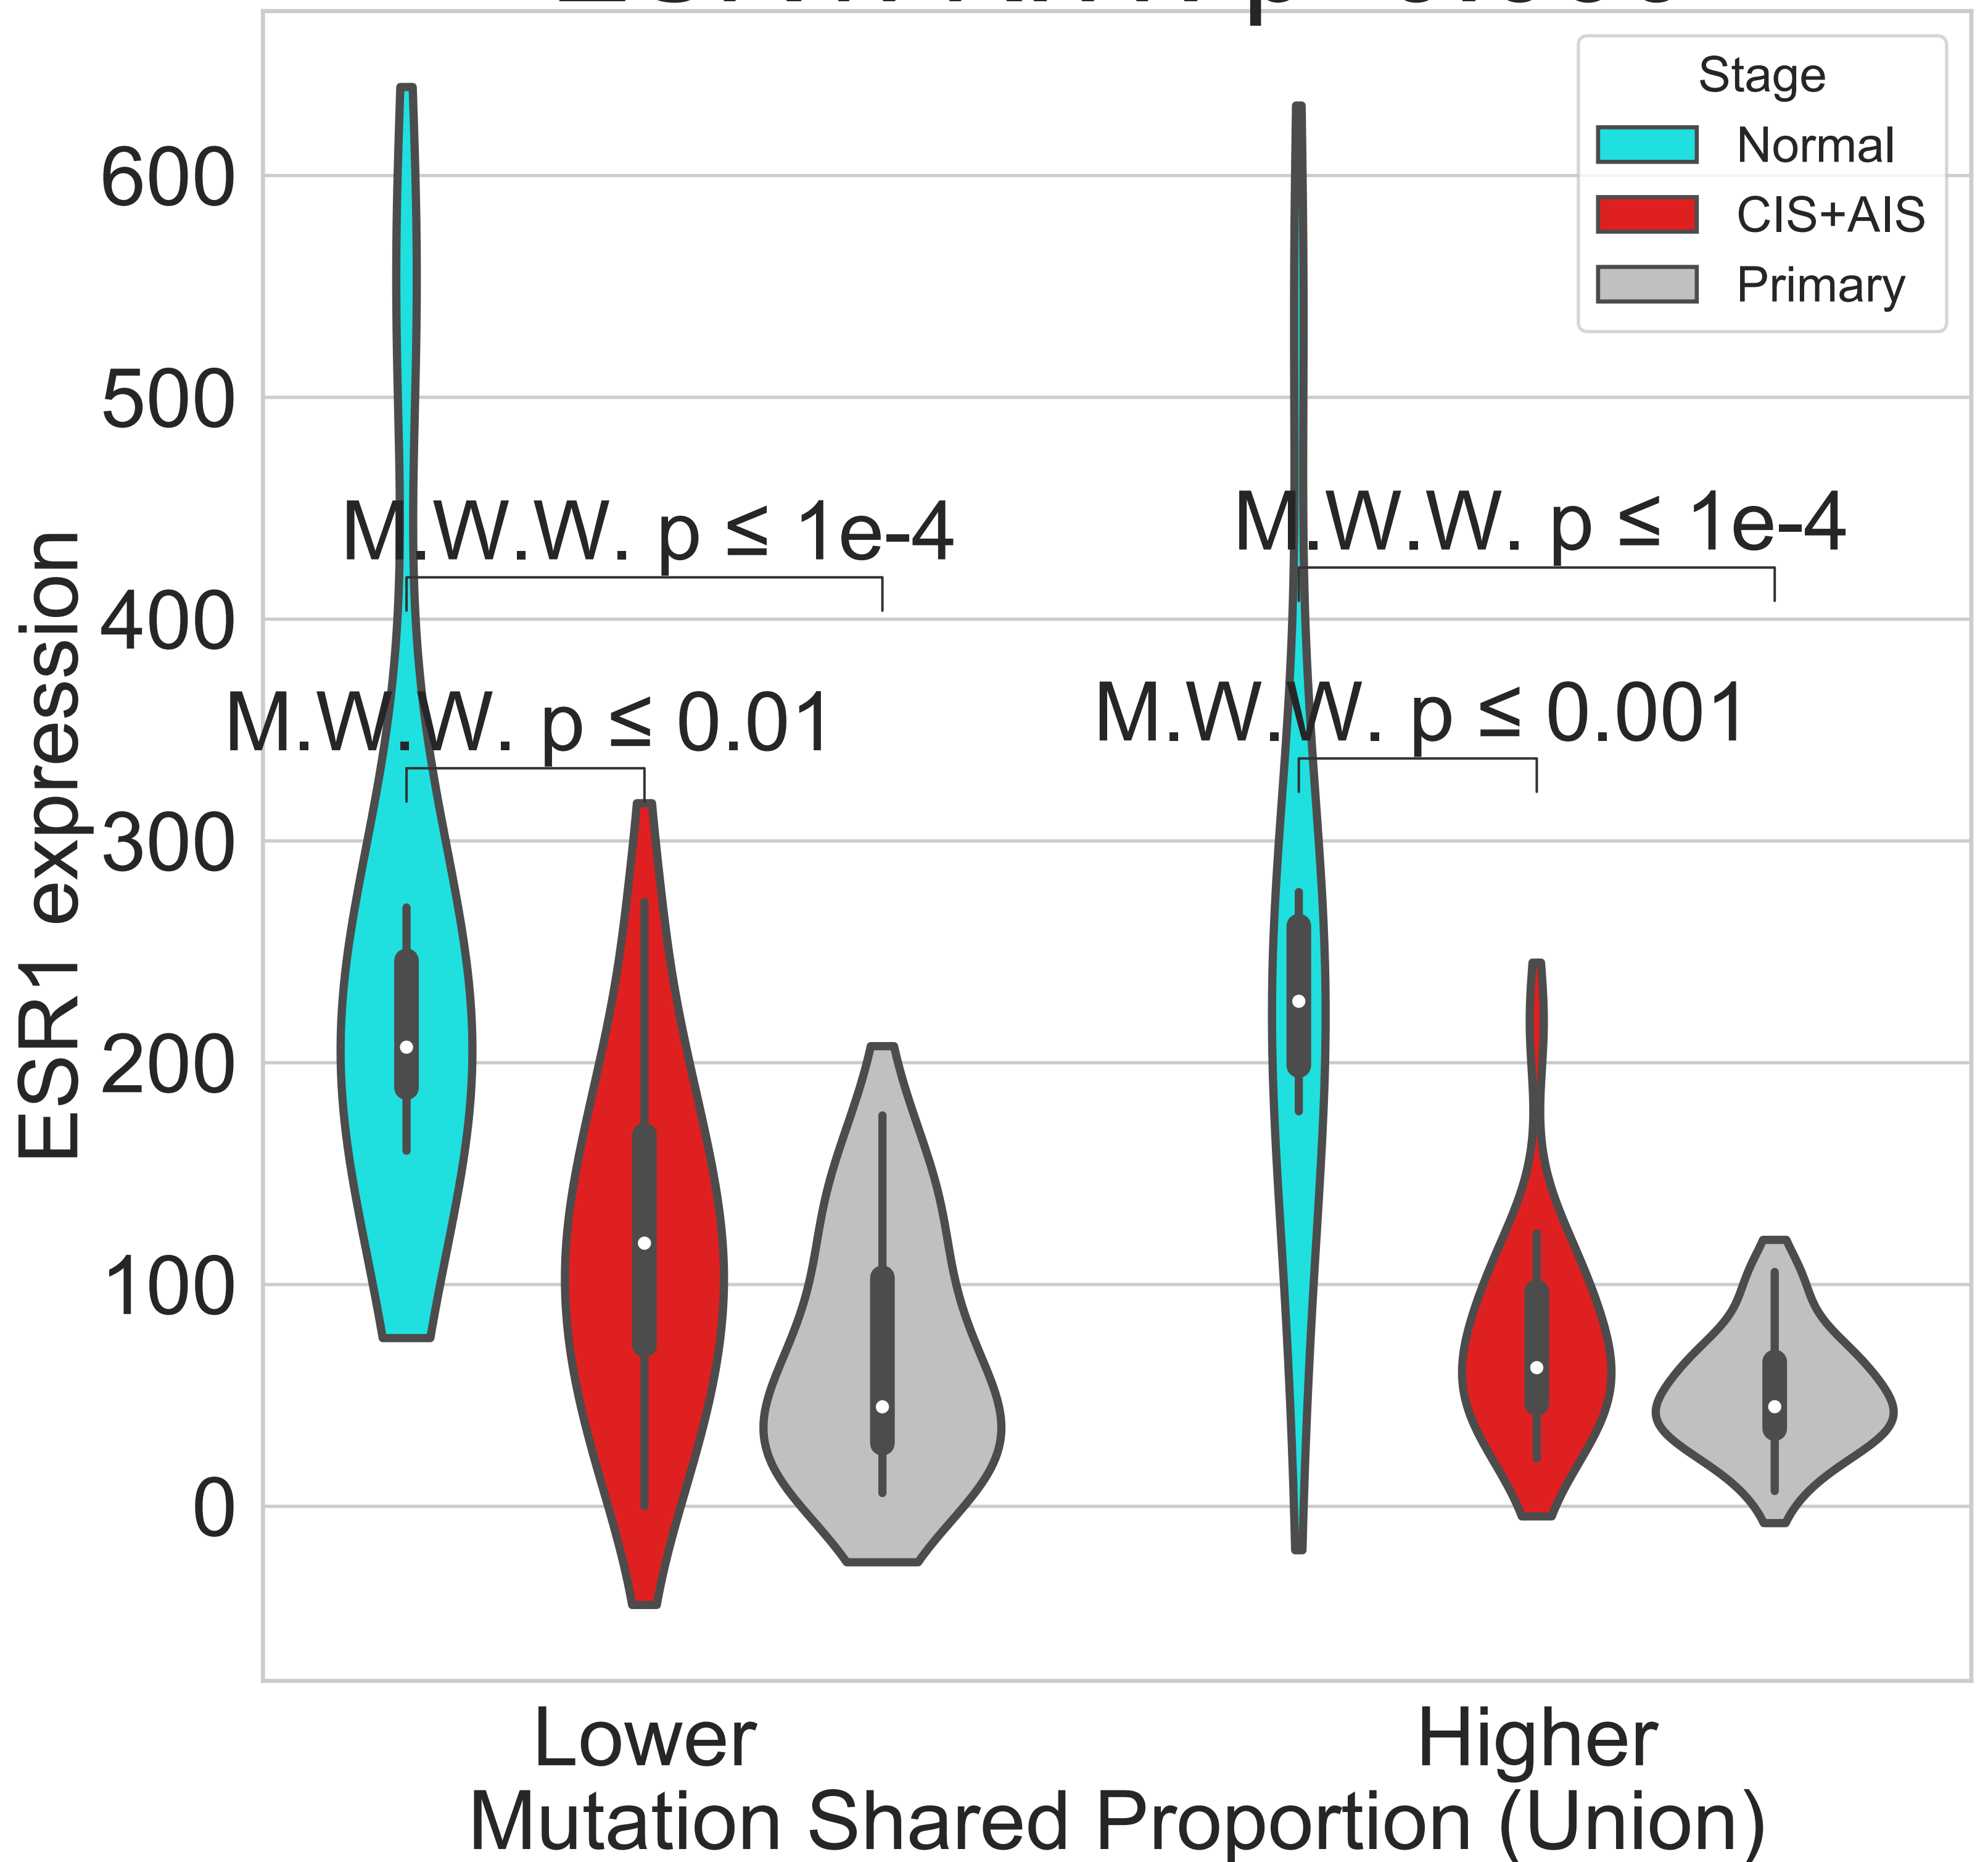 Stage
Normal
CIS+AIS
Primary
600
500
400
300
200
100
0
ESR1 expression
M.W.W. p ≤ 1e-4
M.W.W. p ≤ 1e-4
M.W.W. p ≤ 0.01
M.W.W. p ≤ 0.001
Lower
Higher
Mutation Shared Proportion (Union)